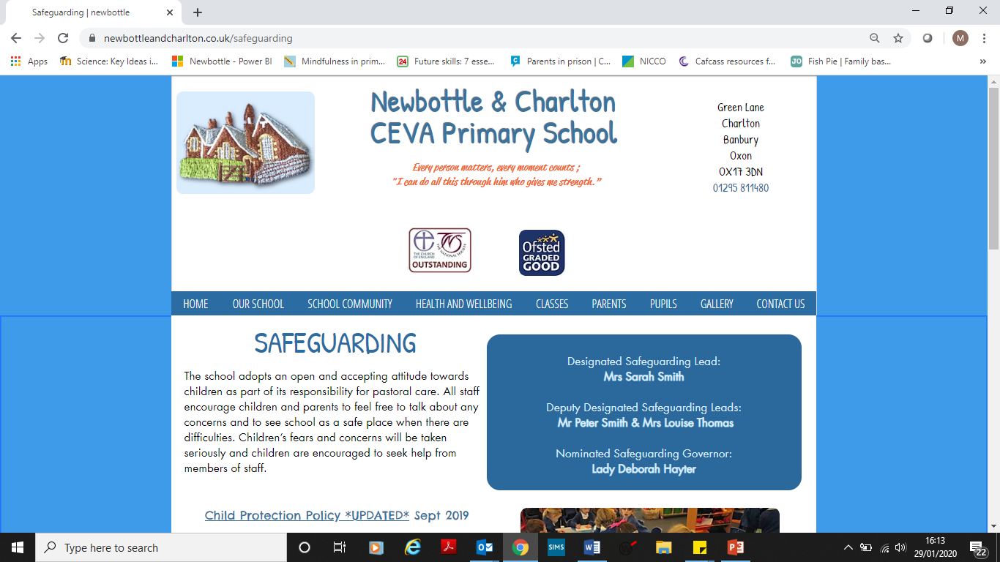 Safeguarding | newbottle
newbottleandcharlton.co.uk/safeguarding
M
Apps
Science: Key Ideas i...
Newbottle - Power BI
Mindfulness in prim...
24
Future skills: 7 esse...
Parents in prison | C...
NICCO
Cafcass resources f...
JO
Fish Pie | Family bas...
»
Newbottle & Charlton
CEVA Primary School
Every person matters, every moment counts ;
"I can do all this through him who gives me strength."
Green Lane
Charlton
Banbury
Oxon
OX17 3DN
01295 811480
THE CHURCH
OF ENGLAND
THE NATIONAL SOCIETY
OUTSTANDING
Ofsted
GRADED
GOOD
HOME OUR SCHOOL SCHOOL COMMUNITY HEALTH AND WELLBEING CLASSES PARENTS PUPILS GALLERY CONTACT US
SAFEGUARDING
The school adopts an open and accepting attitude towards
children as part of its responsibility for pastoral care. All staff
encourage children and parents to feel free to talk about any
concerns and to see school as a safe place when there are
difficulties. Children's fears and concerns will be taken
seriously and children are encouraged to seek help from
members of staff.
Designated Safeguarding Lead:
Mrs Sarah Smith
Deputy Designated Safeguarding Leads:
Mr Peter Smith & Mrs Louise Thomas
Nominated Safeguarding Governor:
Lady Deborah Hayter
Child Protection Policy *UPDATED* Sept 2019
Type here to search
SIMS
16:13
29/01/2020
22